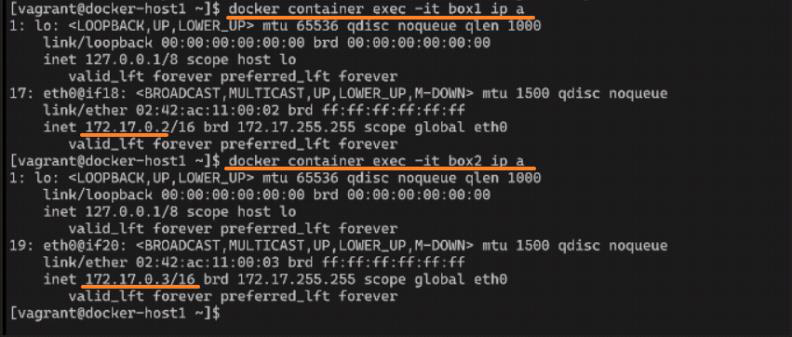 [vagrant@docker-host1 ~]$ docker container exec -it box1 ip a
1: lo: <LOOPBACK,UP,LOWER_UP> mtu 65536 qdisc noqueue qlen 1000
link/loopback 00:00:00:00:00:00 brd 00:00:00:00:00:00
inet 127.0.0.1/8 scope host lo
valid_lft forever preferred_lft forever
17: eth0@if18: <BROADCAST,MULTICAST,UP,LOWER_UP,M-DOWN> mtu 1500 qdisc noqueue
link/ether 02:42:ac:11:00:02 brd ff:ff:ff:ff:ff:ff
inet 172.17.0.2/16 brd 172.17.255.255 scope global eth0
valid_lft forever preferred_lft forever
[vagrant@docker-host1 ~]$ docker container exec -it box2 ip a
1: lo: <LOOPBACK,UP,LOWER_UP> mtu 65536 qdisc noqueue qlen 1000
link/loopback 00:00:00:00:00:00 brd 00:00:00:00:00:00
inet 127.0.0.1/8 scope host lo
valid_lft forever preferred_lft forever
19: eth0@if20: <BROADCAST,MULTICAST,UP,LOWER_UP,M-DOWN> mtu 1500 qdisc noqueue
link/ether 02:42:ac:11:00:03 brd ff:ff:ff:ff:ff:ff
inet 172.17.0.3/16 brd 172.17.255.255 scope global eth0
valid_lft forever preferred_lft forever
[vagrant@docker-host1 ~]$